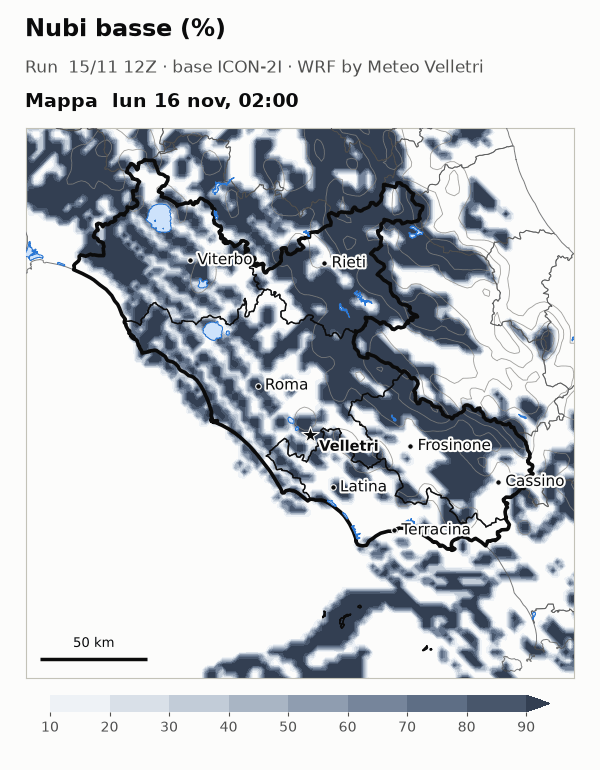 Nubi basse (%)
Run 15/11 12Z · base ICON-2I · WRF by Meteo Velletri
Mappa lun 16 nov, 02:00
Viterbo
Rieti
Roma
Velletri
Frosinone
Latina
Cassino
Terracina
50 km
10 20 30 40 50 60 70 80 90